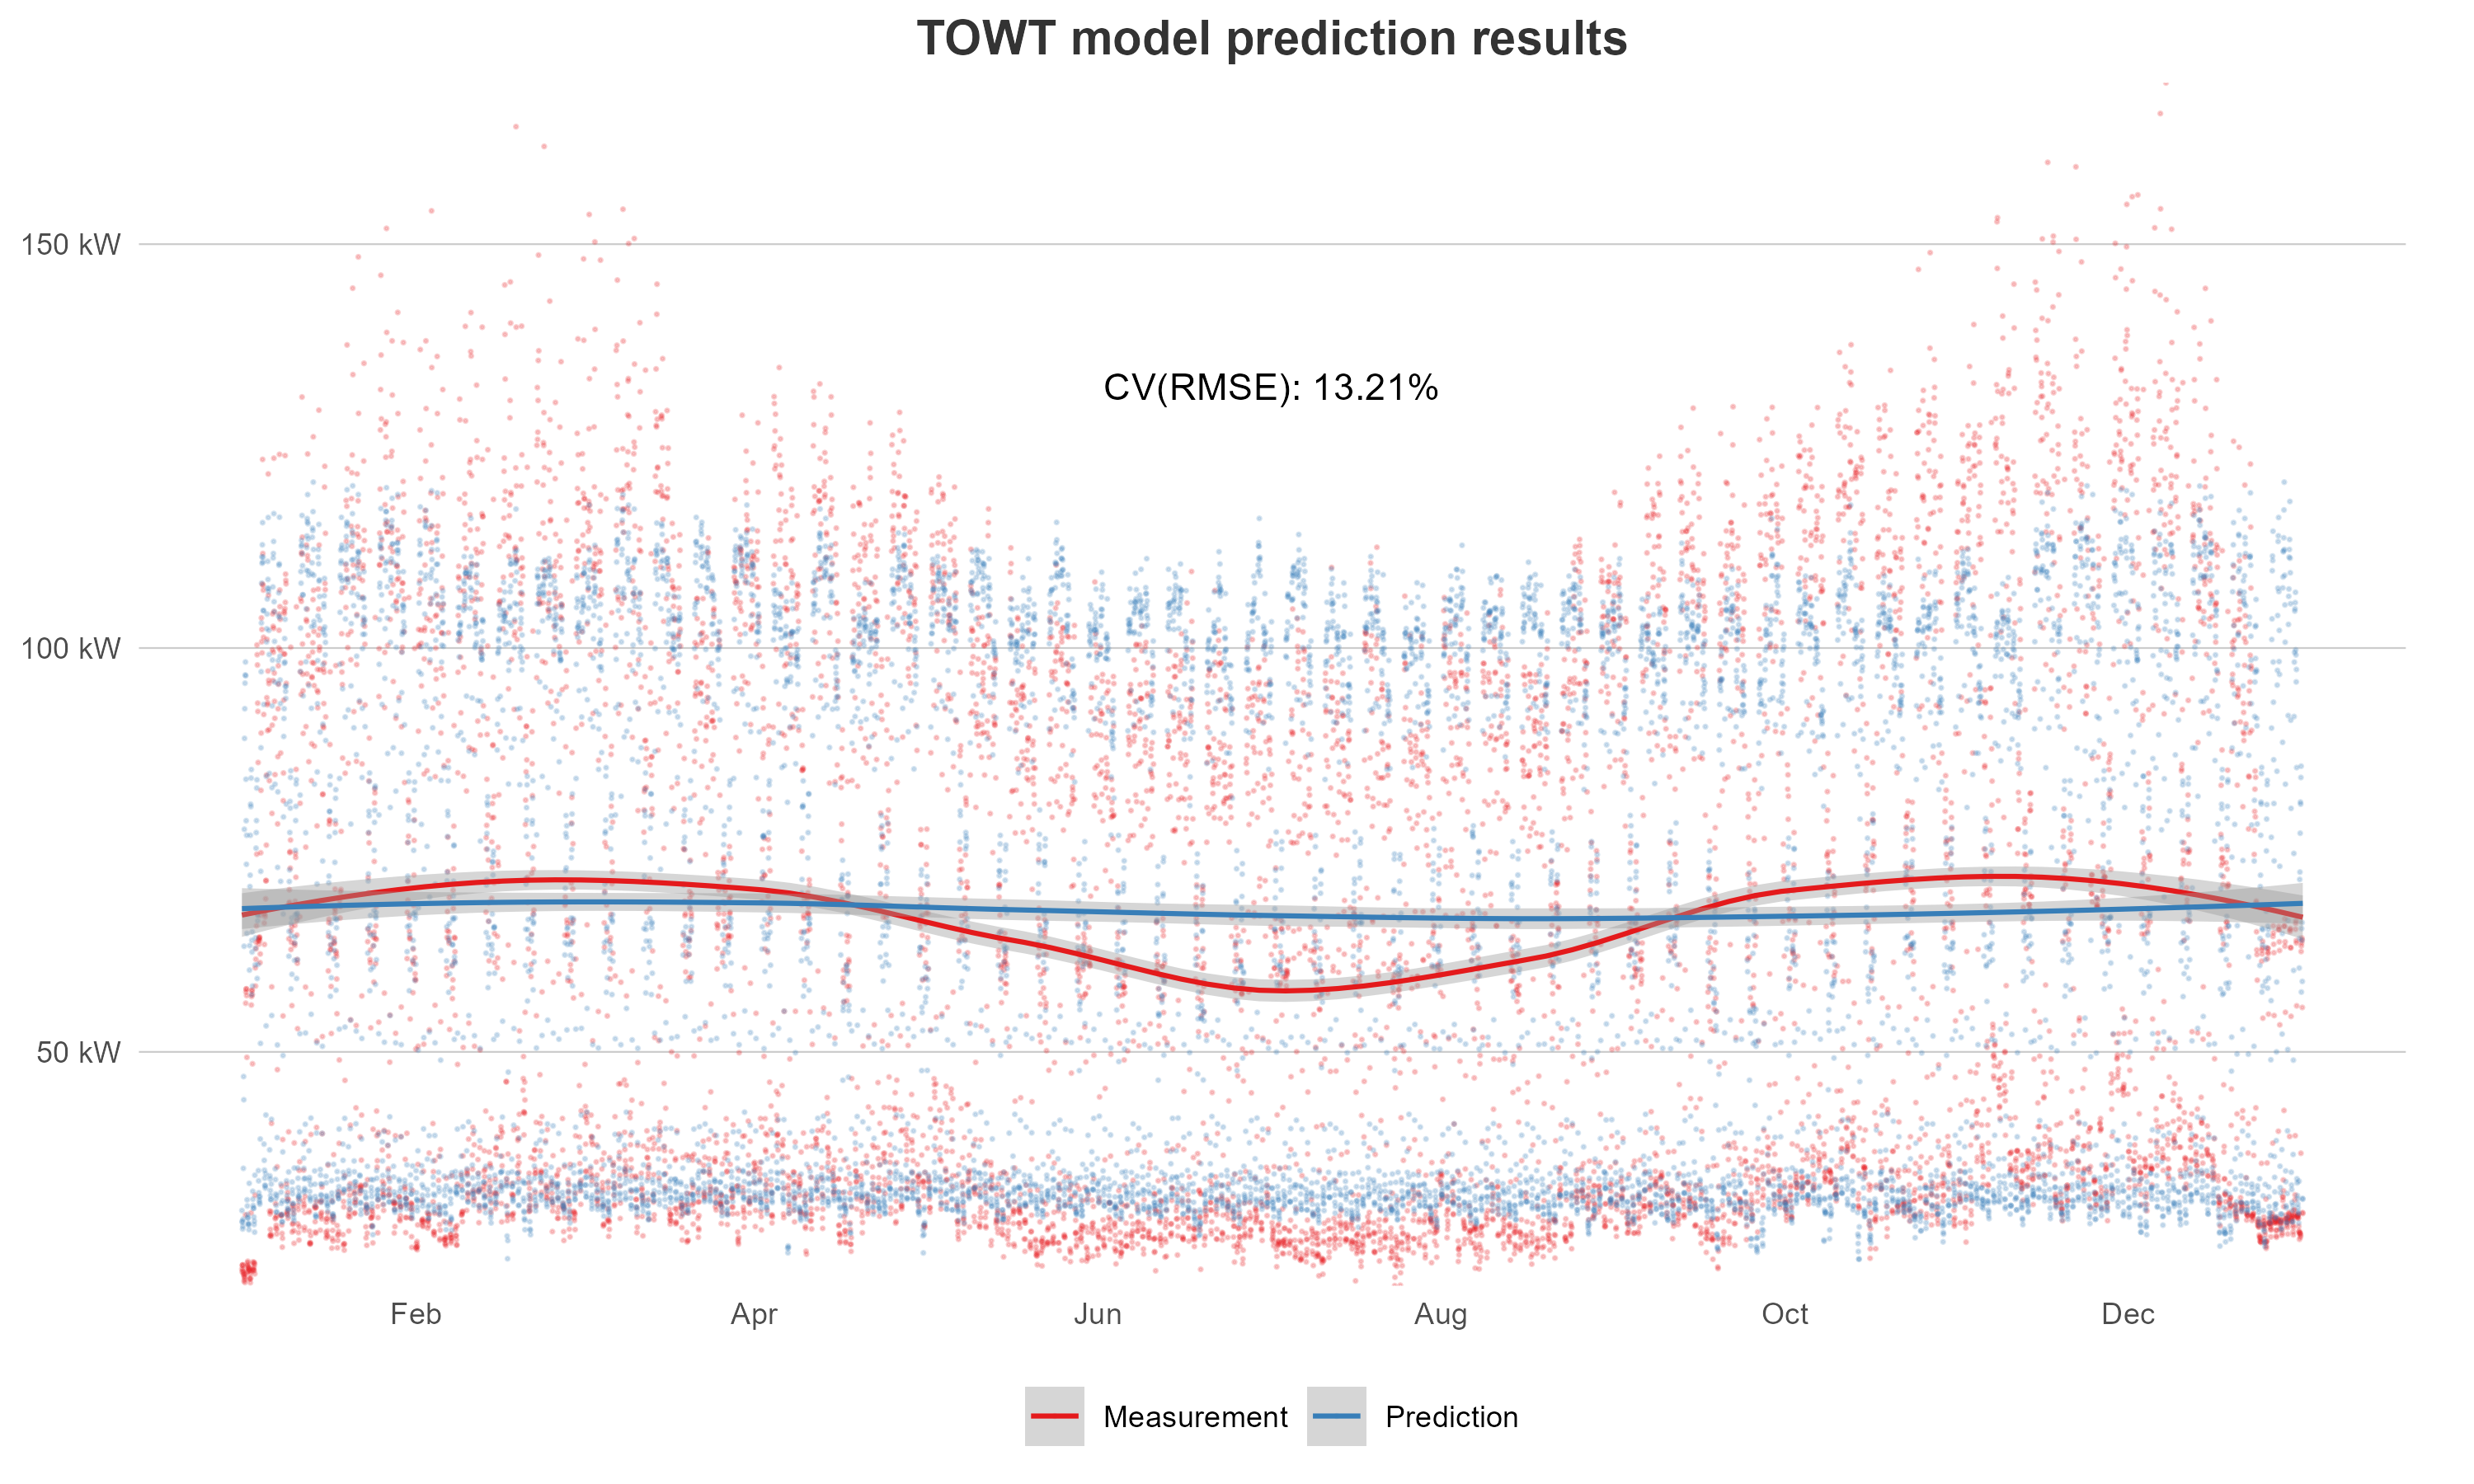 TOWT model prediction results
150 kW
CV(RMSE): 13.21%
100 kW
50 kW
Feb Apr Jun Aug Oct Dec
Measurement Prediction